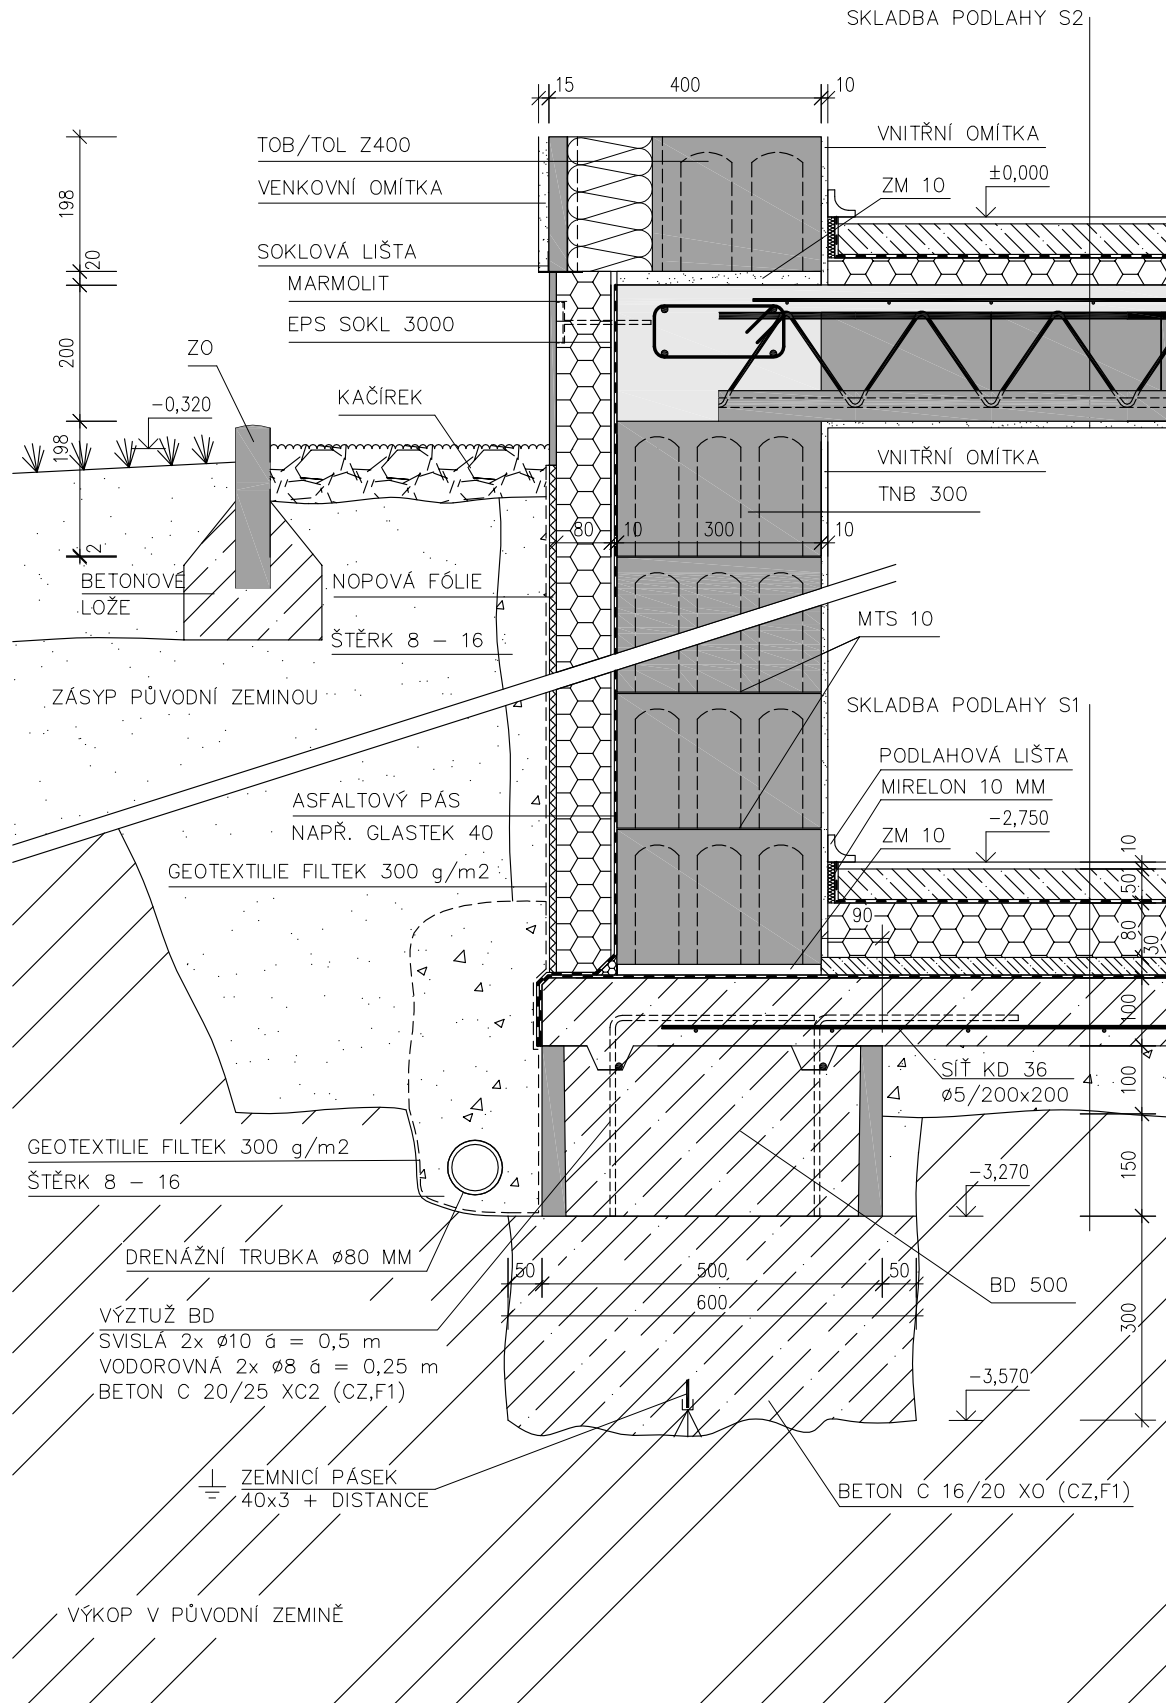 SKLADBA PODLAHY S2
15
400
10
TOB/TOL Z400
VNITŘNÍ OMÍTKA
VENKOVNÍ OMÍTKA
ZM 10
±0,000
198
20
SOKLOVÁ LIŠTA
MARMOLIT
EPS SOKL 3000
200
ZO
KAČÍREK
-0,320
198
VNITŘNÍ OMÍTKA
TNB 300
80
10
300
10
2
BETONOVÉ
LOŽE
NOPOVÁ FÓLIE
ŠTĚRK 8 – 16
MTS 10
ZÁSYP PŮVODNÍ ZEMINOU
SKLADBA PODLAHY S1
PODLAHOVÁ LIŠTA
MIRELON 10 MM
ASFALTOVÝ PÁS
NAPŘ. GLASTEK 40
-2,750
ZM 10
GEOTEXTILIE FILTEK 300 g/m2
10
50
90
80
30
100
SÍŤ KD 36
ø5/200x200
100
GEOTEXTILIE FILTEK 300 g/m2
ŠTĚRK 8 – 16
-3,270
150
DRENÁŽNÍ TRUBKA ø80 MM
50
500
50
600
BD 500
VÝZTUŽ BD
SVISLÁ 2x ø10 á = 0,5 m
VODOROVNÁ 2x ø8 á = 0,25 m
BETON C 20/25 XC2 (CZ,F1)
300
-3,570
ZEMNICÍ PÁSEK
40x3 + DISTANCE
BETON C 16/20 XO (CZ,F1)
VÝKOP V PŮVODNÍ ZEMINĚ